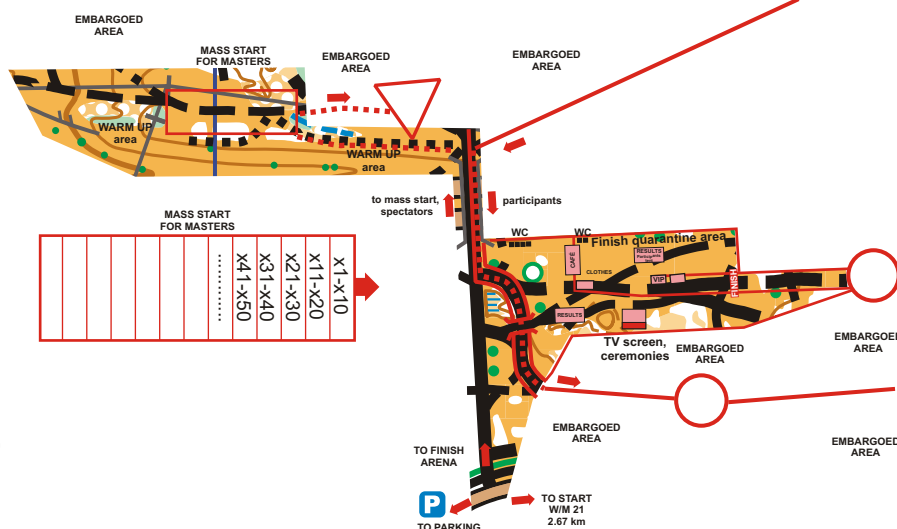 EMBARGOED
AREA
MASS START
FOR MASTERS
EMBARGOED
AREA
EMBARGOED
AREA
WARM UP
area
WARM UP
area
to mass start,
spectators
participants
MASS START
FOR MASTERS
x1-x10
x11-x20
x21-x30
x31-x40
x41-x50
..........
WC
WC
Finish quarantine area
CAFE
RESULTS
CLOTHES
VIP
FINISH
RESULTS
TV screen,
ceremonies
EMBARGOED
AREA
EMBARGOED
AREA
EMBARGOED
AREA
EMBARGOED
AREA
TO FINISH
ARENA
P
TO PARKING
TO START
W/M 21
2.67 km